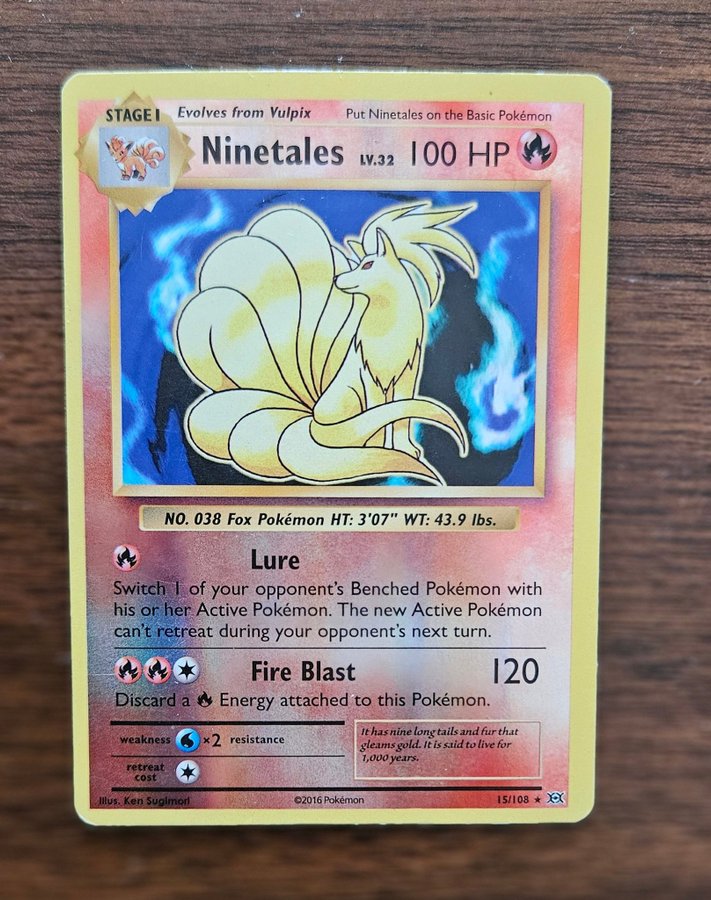 STAGE 1 Evolves from Vulpix Put Ninetales on the Basic Pokémon
Ninetales LV.32 100 HP
NO. 038 Fox Pokémon HT: 3'07" WT: 43.9 lbs.
Lure
Switch 1 of your opponent's Benched Pokémon with
his or her Active Pokémon. The new Active Pokémon
can't retreat during your opponent's next turn.
Fire Blast 120
Discard a Energy attached to this Pokémon.
weakness ×2 resistance
retreat
cost
It has nine long tails and fur that
gleams gold. It is said to live for
1,000 years.
Illus. Ken Sugimori ©2016 Pokémon 15/108 ★